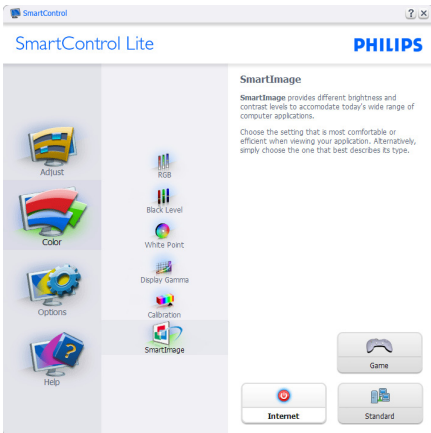 SmartControl
SmartControl Lite
PHILIPS
Adjust
Color
Options
Help
RGB
Black Level
White Point
Display Gamma
Calibration
SmartImage
SmartImage
SmartImage provides different brightness and
contrast levels to accomodate today's wide range of
computer applications.
Choose the setting that is most comfortable or
efficient when viewing your application. Alternatively,
simply choose the one that best describes its type.
Game
Internet
Standard